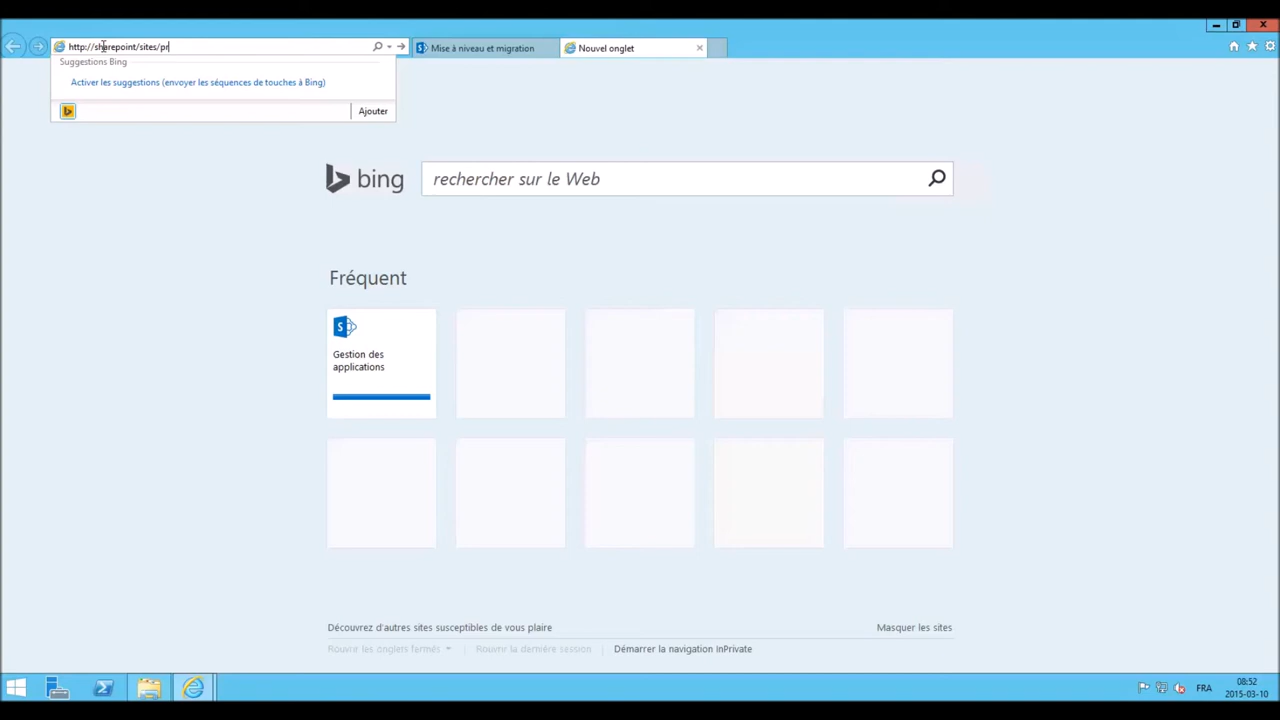 http://sharepoint/sites/pr
Mise à niveau et migration
Nouvel onglet
Suggestions Bing
Activer les suggestions (envoyer les séquences de touches à Bing)
Ajouter
bing
rechercher sur le Web
Fréquent
Gestion des
applications
Découvrez d'autres sites susceptibles de vous plaire
Masquer les sites
Rouvrir les onglets fermés
Rouvrir la dernière session
Démarrer la navigation InPrivate
FRA
08:52
2015-03-10